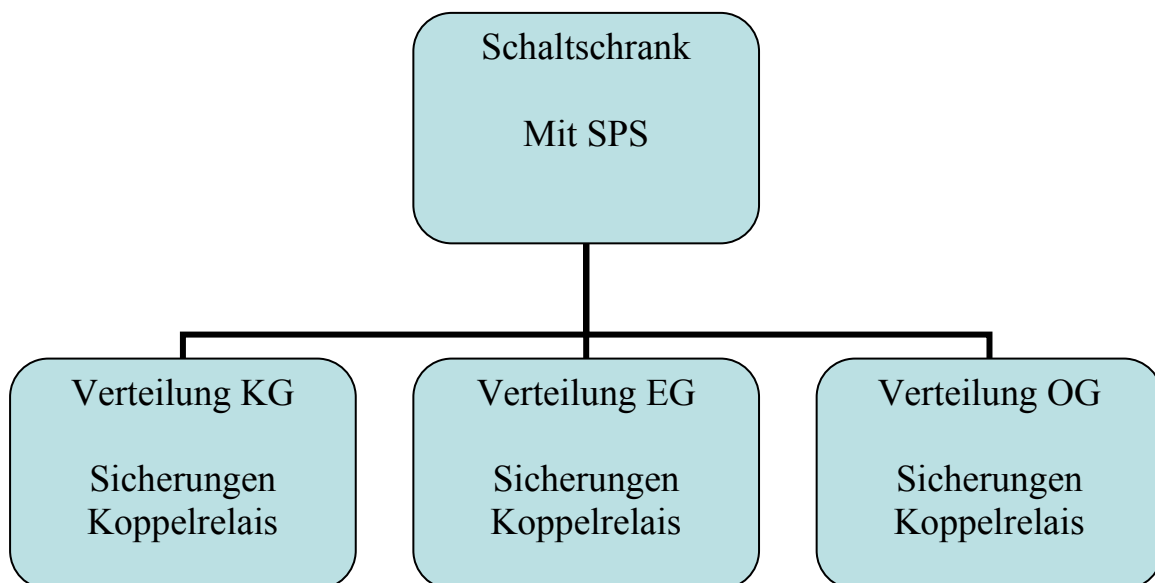 Schaltschrank
Mit SPS
Verteilung KG
Sicherungen
Koppelrelais
Verteilung EG
Sicherungen
Koppelrelais
Verteilung OG
Sicherungen
Koppelrelais